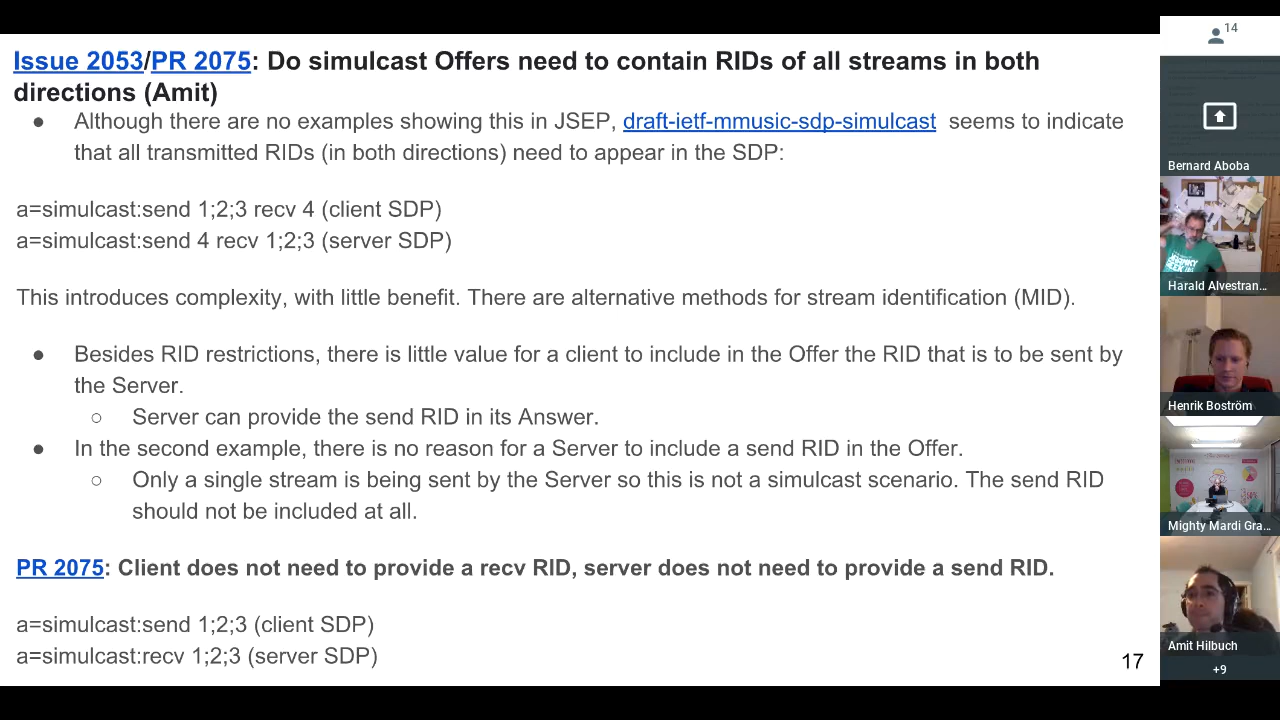 Issue 2053/PR 2075: Do simulcast Offers need to contain RIDs of all streams in both
directions (Amit)
● Although there are no examples showing this in JSEP, draft-ietf-mmusic-sdp-simulcast seems to indicate
that all transmitted RIDs (in both directions) need to appear in the SDP:
a=simulcast:send 1;2;3 recv 4 (client SDP)
a=simulcast:send 4 recv 1;2;3 (server SDP)
This introduces complexity, with little benefit. There are alternative methods for stream identification (MID).
● Besides RID restrictions, there is little value for a client to include in the Offer the RID that is to be sent by
the Server.
○ Server can provide the send RID in its Answer.
● In the second example, there is no reason for a Server to include a send RID in the Offer.
○ Only a single stream is being sent by the Server so this is not a simulcast scenario. The send RID
should not be included at all.
PR 2075: Client does not need to provide a recv RID, server does not need to provide a send RID.
a=simulcast:send 1;2;3 (client SDP)
a=simulcast:recv 1;2;3 (server SDP)
17
14
Bernard Aboba
Harald Alvestran...
Henrik Boström
Mighty Mardi Gra...
Amit Hilbuch
+9